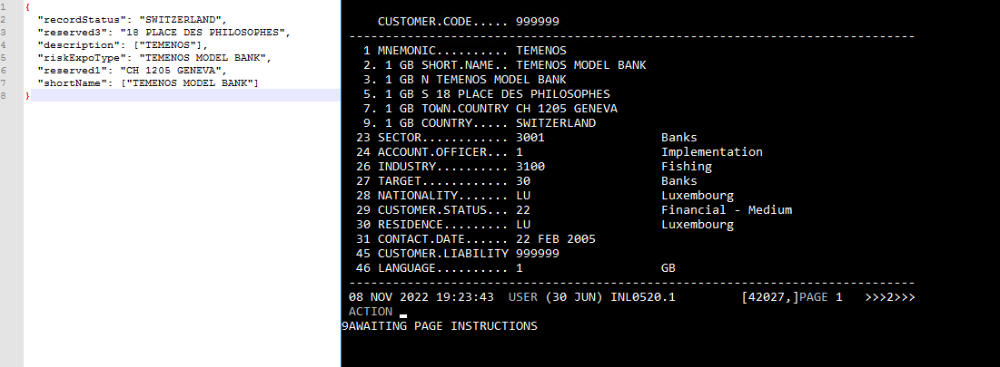 1 {
2 "recordStatus": "SWITZERLAND",
3 "reserved3": "18 PLACE DES PHILOSOPHES",
4 "description": ["TEMENOS"],
5 "riskExpoType": "TEMENOS MODEL BANK",
6 "reserved1": "CH 1205 GENEVA",
7 "shortName": ["TEMENOS MODEL BANK"]
8 }
CUSTOMER.CODE..... 999999
------------------------------------------------------------------------------
1 MNEMONIC.......... TEMENOS
2. 1 GB SHORT.NAME.. TEMENOS MODEL BANK
3. 1 GB N TEMENOS MODEL BANK
5. 1 GB S 18 PLACE DES PHILOSOPHES
7. 1 GB TOWN.COUNTRY CH 1205 GENEVA
9. 1 GB COUNTRY..... SWITZERLAND
23 SECTOR............ 3001 Banks
24 ACCOUNT.OFFICER... 1 Implementation
26 INDUSTRY.......... 3100 Fishing
27 TARGET............ 30 Banks
28 NATIONALITY....... LU Luxembourg
29 CUSTOMER.STATUS... 22 Financial - Medium
30 RESIDENCE......... LU Luxembourg
31 CONTACT.DATE...... 22 FEB 2005
45 CUSTOMER.LIABILITY 999999
46 LANGUAGE.......... 1 GB
------------------------------------------------------------------------------
08 NOV 2022 19:23:43 USER (30 JUN) INL0520.1 [42027,]PAGE 1 >>>2>>>
ACTION
9AWAITING PAGE INSTRUCTIONS